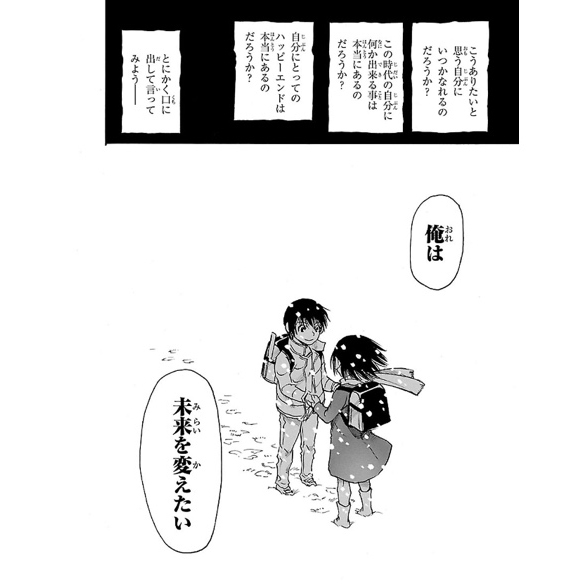 こうありたいと
思う自分に
いつかなれるの
だろうか？
この時代の自分に
何か出来る事は
本当にあるの
だろうか？
自分にとっての
ハッピーエンドは
本当にあるの
だろうか？
とにかく口に
出して言って
みよう――
俺は
未来を変えたい